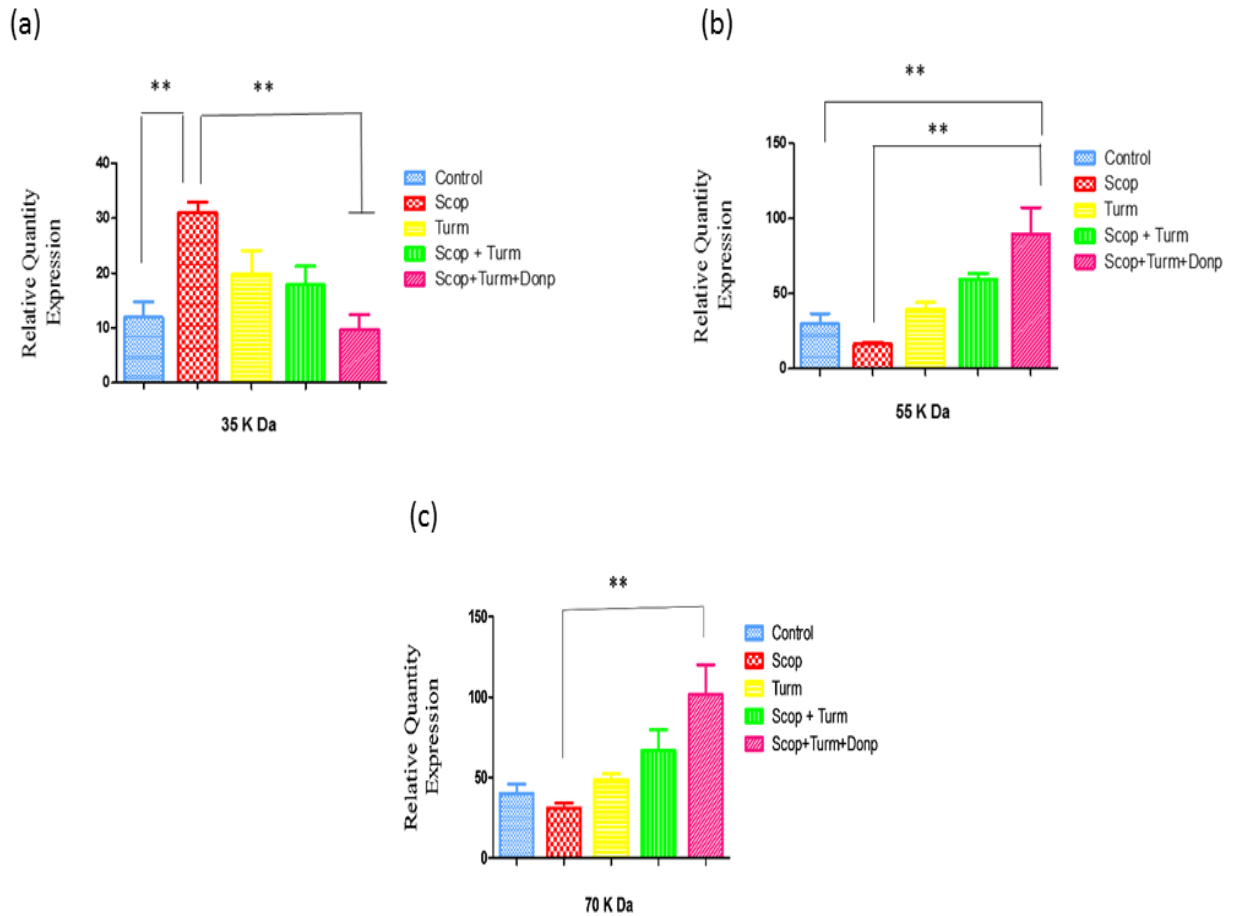 (a)
** **
40
30
20
10
0
Relative Quantity
Expression
35 K Da
Control
Scop
Turm
Scop + Turm
Scop+Turm+Donp
(b)
**
**
150
100
50
0
Relative Quantity
Expression
55 K Da
Control
Scop
Turm
Scop + Turm
Scop+Turm+Donp
(c)
**
150
100
50
0
Relative Quantity
Expression
70 K Da
Control
Scop
Turm
Scop + Turm
Scop+Turm+Donp